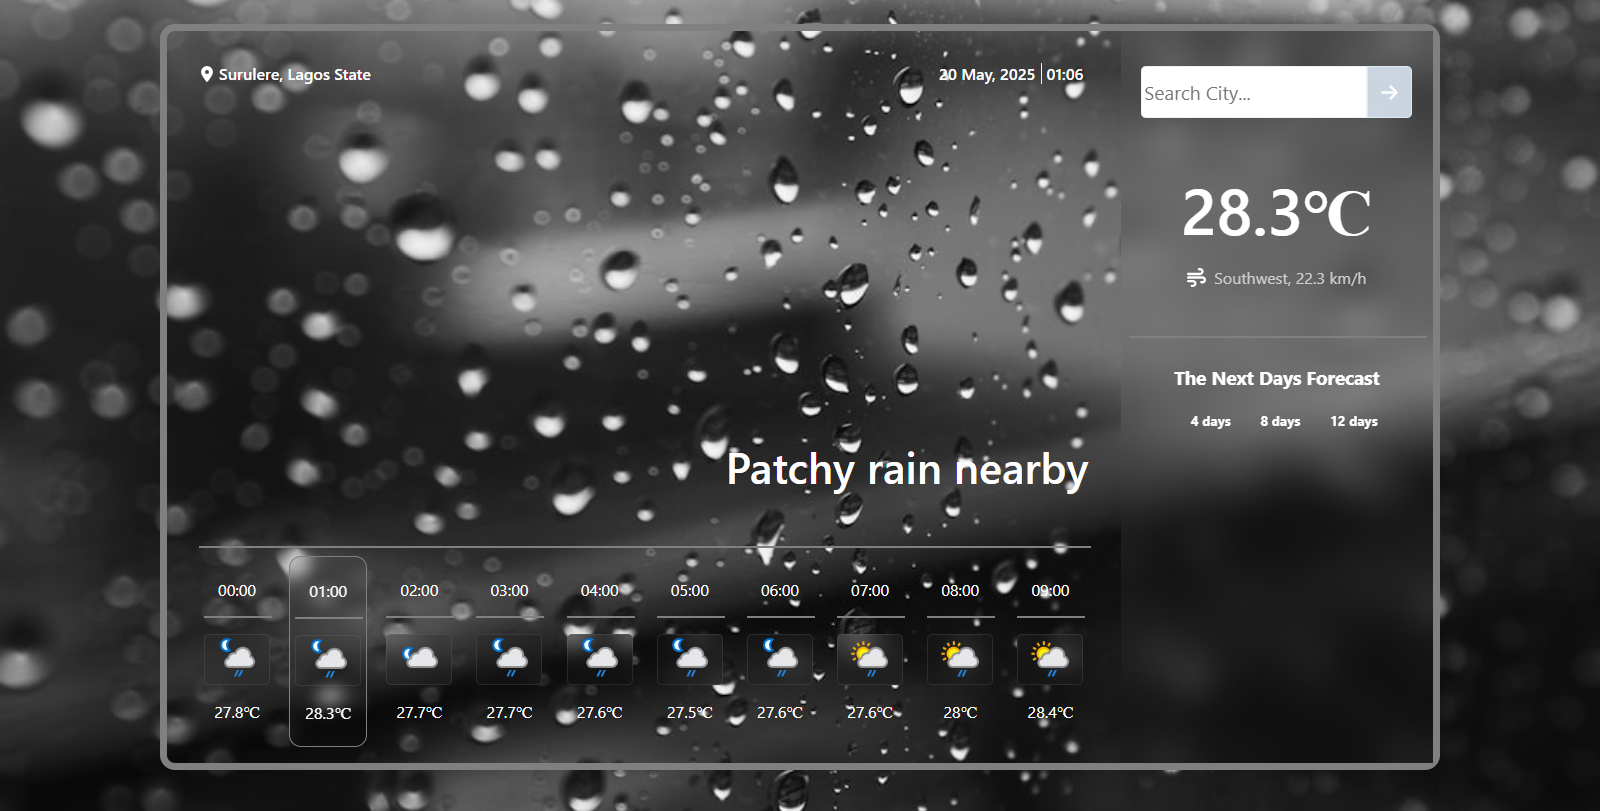 Surulere, Lagos State
20 May, 2025 | 01:06
Search City...
28.3°C
Southwest, 22.3 km/h
The Next Days Forecast
4 days 8 days 12 days
Patchy rain nearby
00:00 01:00 02:00 03:00 04:00 05:00 06:00 07:00 08:00 09:00
27.8°C 28.3°C 27.7°C 27.7°C 27.6°C 27.5°C 27.6°C 27.6°C 28°C 28.4°C